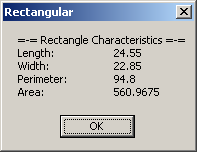 Rectangular
=-= Rectangle Characteristics =-=
Length: 24.55
Width: 22.85
Perimeter: 94.8
Area: 560.9675
OK